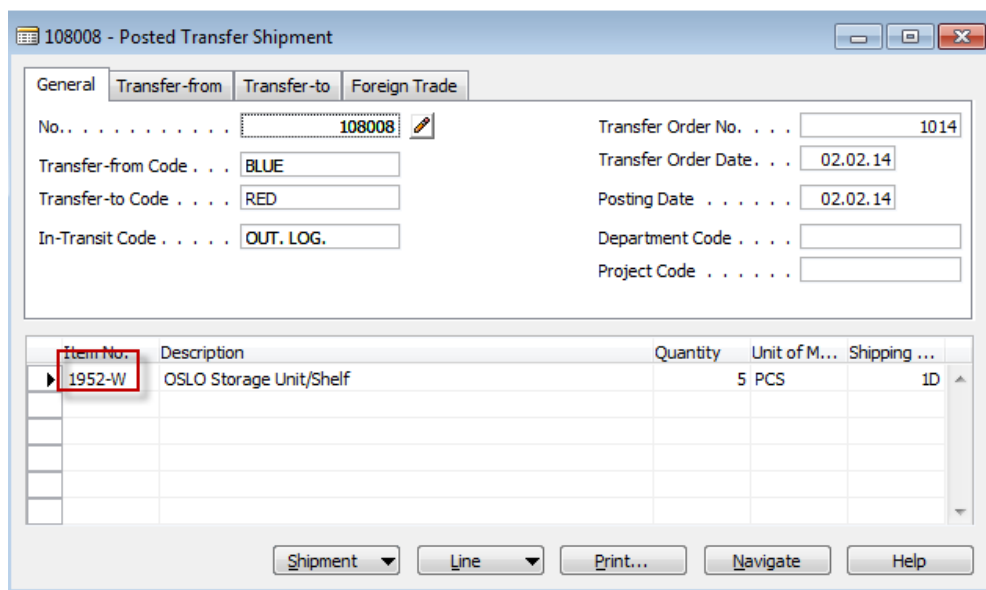 108008 - Posted Transfer Shipment
General Transfer-from Transfer-to Foreign Trade
No.. . . . . . . . . . . 108008 Transfer Order No. . . . 1014
Transfer-from Code . . . BLUE Transfer Order Date. . . 02.02.14
Transfer-to Code . . . . RED Posting Date . . . . . . 02.02.14
In-Transit Code . . . . . OUT. LOG. Department Code . . . .
Project Code . . . . . .
Item No. Description Quantity Unit of M... Shipping ...
1952-W OSLO Storage Unit/Shelf 5 PCS 1D
Shipment Line Print... Navigate Help